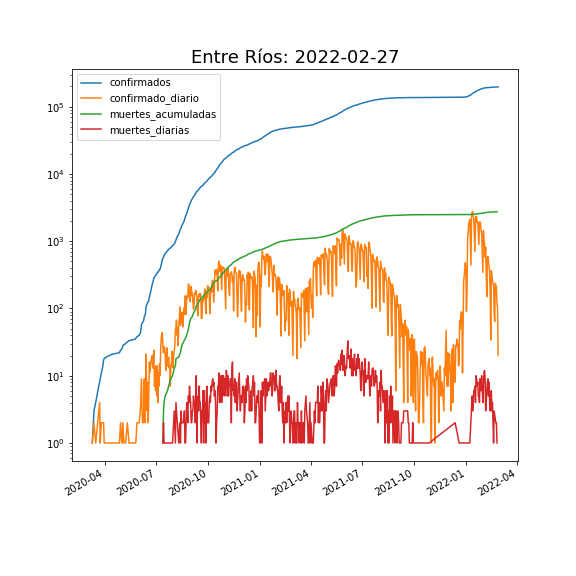 Entre Ríos: 2022-02-27
confirmados
confirmado_diario
muertes_acumuladas
muertes_diarias
10^5
10^4
10^3
10^2
10^1
10^0
2020-04 2020-07 2020-10 2021-01 2021-04 2021-07 2021-10 2022-01 2022-04